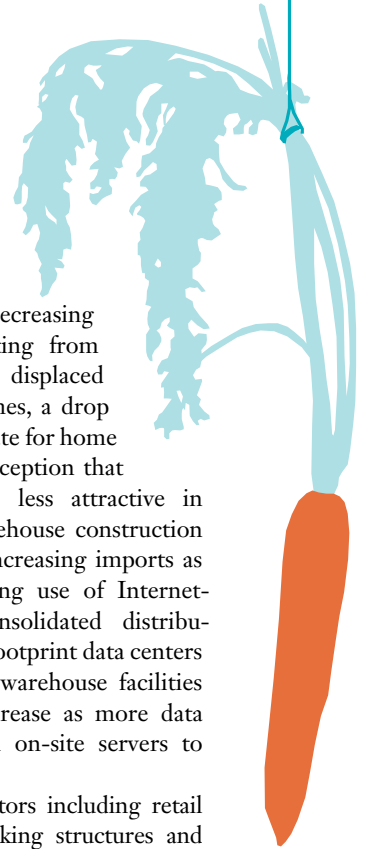 ecreasing
ting from
displaced
nes, a drop
te for home
ception that
less attractive in
ehouse construction
ncreasing imports as
ng use of Internet-
nsolidated distribu-
ootprint data centers
warehouse facilities
rease as more data
on-site servers to
tors including retail
king structures and